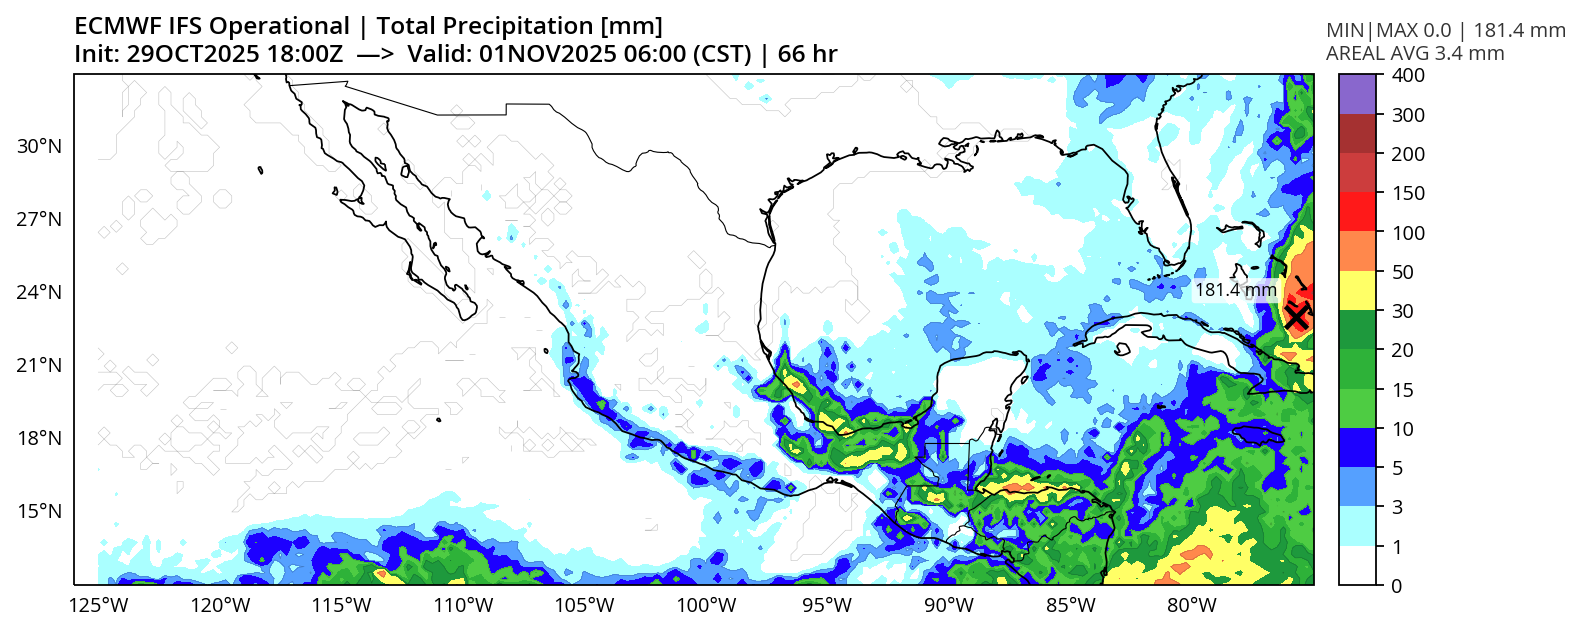 ECMWF IFS Operational | Total Precipitation [mm]
Init: 29OCT2025 18:00Z —> Valid: 01NOV2025 06:00 (CST) | 66 hr
MIN|MAX 0.0 | 181.4 mm
AREAL AVG 3.4 mm
400
300
200
150
100
50
30
20
15
10
5
3
1
0
30°N
27°N
24°N
21°N
18°N
15°N
181.4 mm
125°W
120°W
115°W
110°W
105°W
100°W
95°W
90°W
85°W
80°W